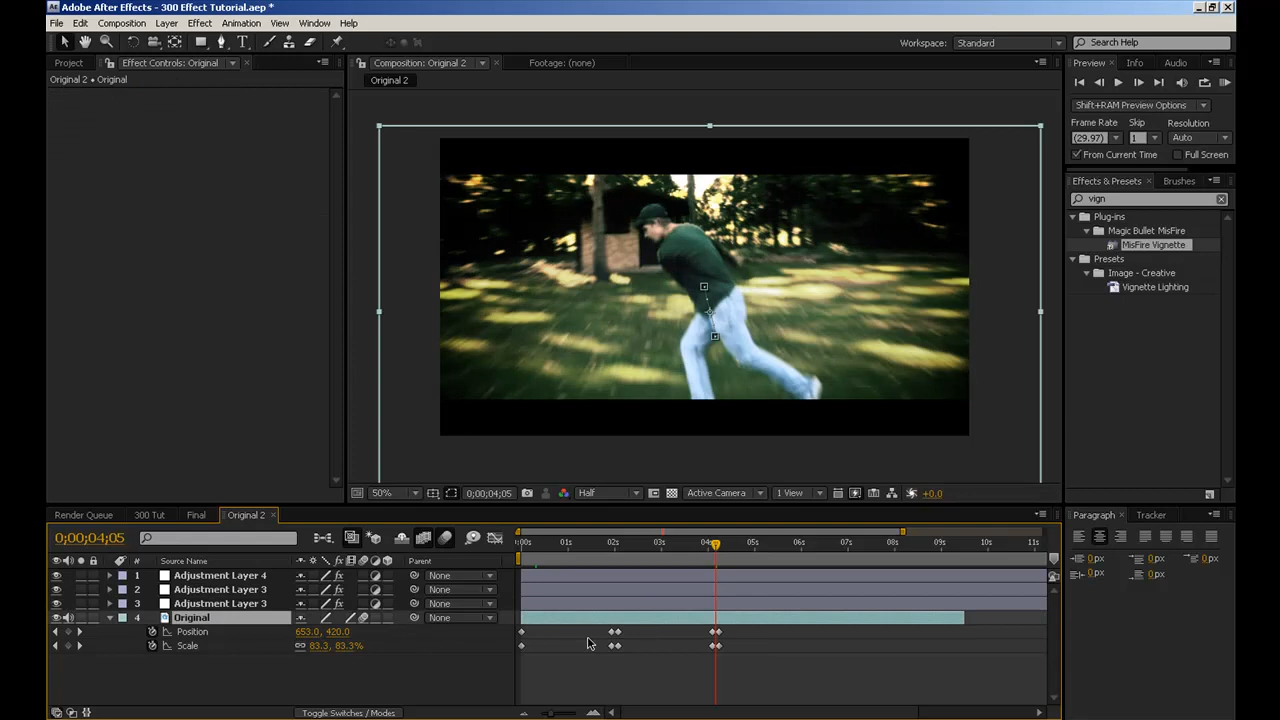 Adobe After Effects - 300 Effect Tutorial.aep *
File Edit Composition Layer Effect Animation View Window Help
Workspace: Standard Search Help
Project Effect Controls: Original Composition: Original 2 Footage: (none) Preview Info Audio
Original 2 • Original Original 2
Shift+RAM Preview Options
Frame Rate Skip Resolution
(29.97) 1 Auto
From Current Time Full Screen
Effects & Presets Brushes
vign
Plug-ins
Magic Bullet MisFire
MisFire Vignette
Presets
Image - Creative
Vignette Lighting
50% 0;00;04;05 Half Active Camera 1 View +0.0
Render Queue 300 Tut Final Original 2 Paragraph Tracker
0;00;04;05 01s 02s 03s 04s 05s 06s 07s 08s 09s 10s 11s
# Source Name Parent
1 Adjustment Layer 4 None
2 Adjustment Layer 3 None
3 Adjustment Layer 3 None
4 Original None
Position 653.0, 420.0
Scale 83.3, 83.3%
0 px 0 px 0 px
0 px 0 px
Toggle Switches / Modes